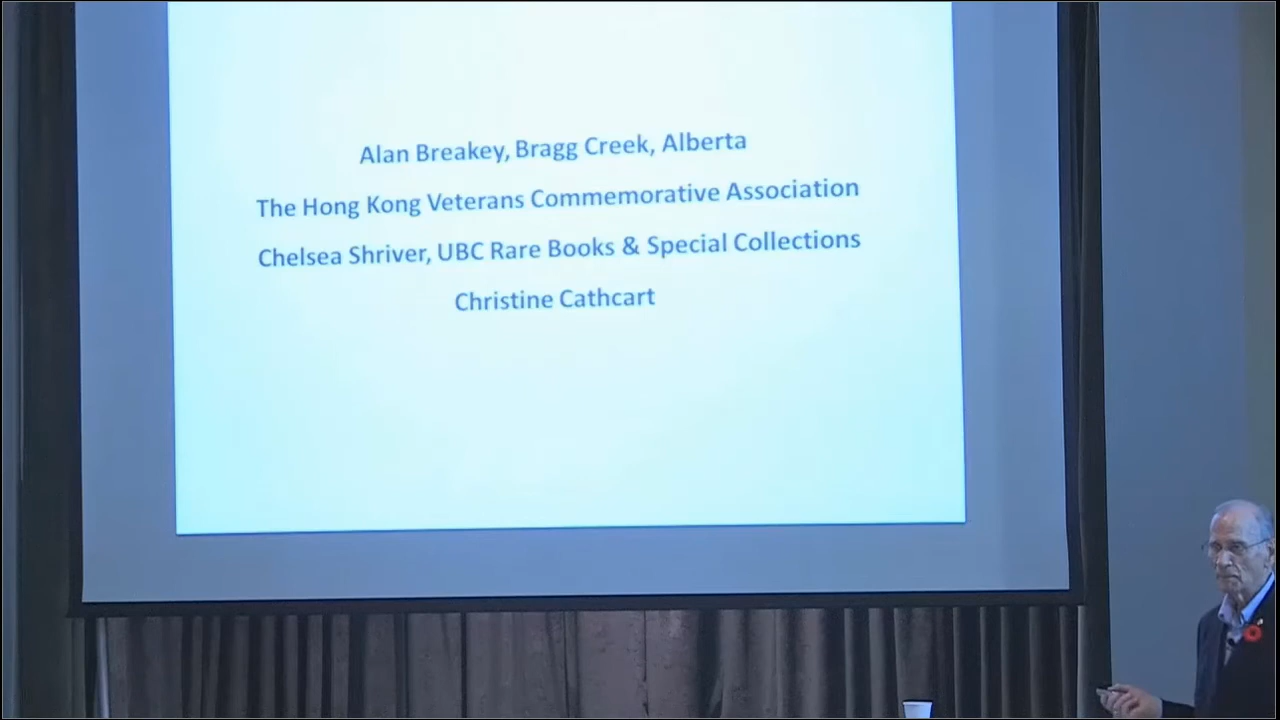 Alan Breakey, Bragg Creek, Alberta
The Hong Kong Veterans Commemorative Association
Chelsea Shriver, UBC Rare Books & Special Collections
Christine Cathcart